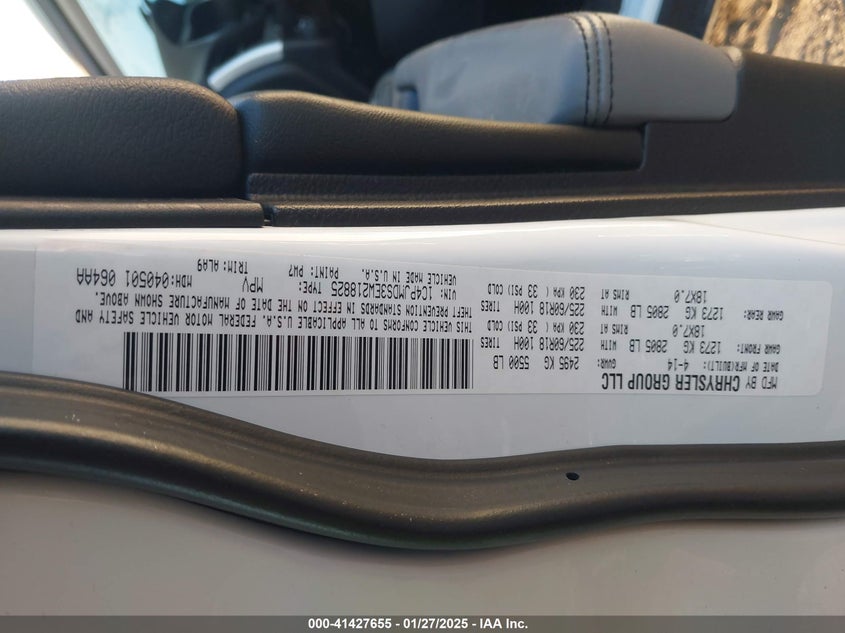 MFD BY CHRYSLER GROUP LLC
DATE OF MFR(BUILT): 4-14
GVWR: 2495 KG 5500 LB
GAWR FRONT: 1273 KG 2805 LB WITH 225/60R18 100H TIRES
18X7.0 RIMS AT 230 KPA ( 33 PSI COLD
GAWR REAR: 1273 KG 2805 LB WITH 225/60R18 100H TIRES
18X7.0 RIMS AT 230 KPA ( 33 PSI COLD
THIS VEHICLE CONFORMS TO ALL APPLICABLE U.S.A. FEDERAL MOTOR VEHICLE SAFETY AND
THEFT PREVENTION STANDARDS IN EFFECT ON THE DATE OF MANUFACTURE SHOWN ABOVE.
VIN: 1C4PJMDS3EW218825 TYPE: MPV MDH:040501 064AA
PAINT: PW7 TRIM:ALA9
VEHICLE MADE IN U.S.A.
000-41427655 — 01/27/2025 — IAA Inc.